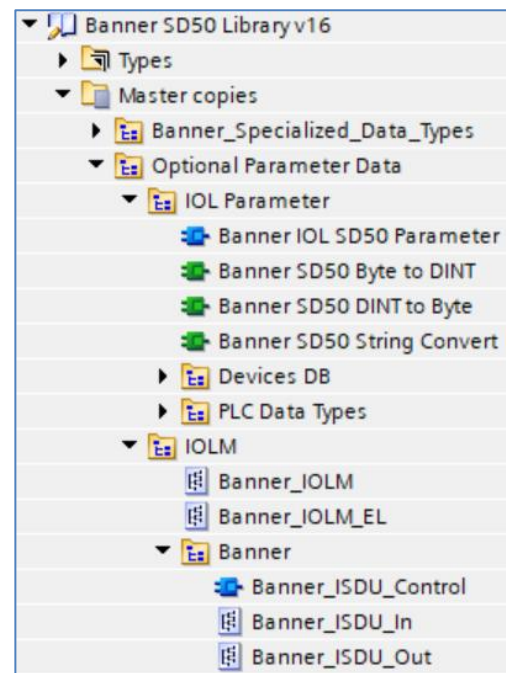 Banner SD50 Library v16
Types
Master copies
Banner_Specialized_Data_Types
Optional Parameter Data
IOL Parameter
Banner IOL SD50 Parameter
Banner SD50 Byte to DINT
Banner SD50 DINT to Byte
Banner SD50 String Convert
Devices DB
PLC Data Types
IOLM
Banner_IOLM
Banner_IOLM_EL
Banner
Banner_ISDU_Control
Banner_ISDU_In
Banner_ISDU_Out